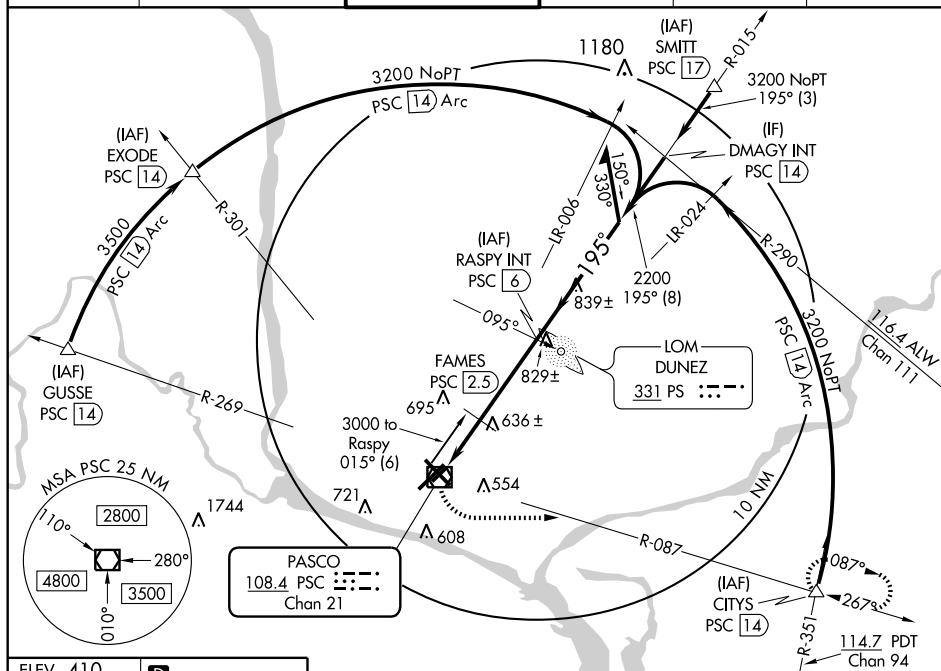 1180
(IAF)
SMITT
PSC 17
R-015
3200 NoPT
195° (3)
3200 NoPT
PSC 14 Arc
(IF)
DMAGY INT
PSC 14
(IAF)
EXODE
PSC 14
150°
330°
LR-006
LR-024
R-301
3500
PSC 14 Arc
R-290
(IAF)
RASPY INT
PSC 6
195°
2200
195° (8)
839±
116.4 ALW
Chan 111
095°
3200 NoPT
PSC 14 Arc
829±
LOM
DUNEZ
331 PS
FAMES
PSC 2.5
(IAF)
GUSSE
PSC 14
R-269
695
636±
3000 to
Raspy
015° (6)
MSA PSC 25 NM
110°
2800
280°
4800
3500
010°
1744
721
554
608
10 NM
R-087
PASCO
108.4 PSC
Chan 21
(IAF)
CITYS
PSC 14
087°
267°
R-351
114.7 PDT
Chan 94
ELEV 410
D